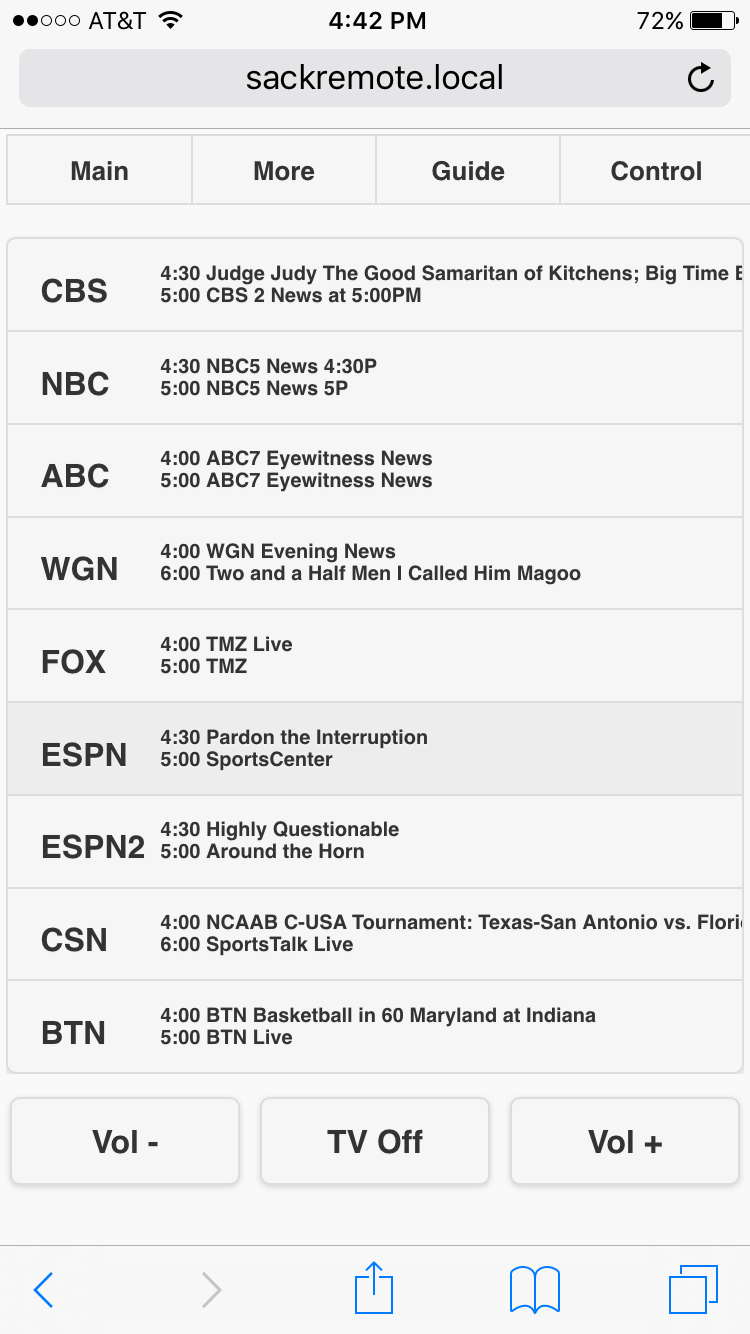 AT&T 4:42 PM 72%
sackremote.local
Main More Guide Control
CBS
4:30 Judge Judy The Good Samaritan of Kitchens; Big Time
5:00 CBS 2 News at 5:00PM
NBC
4:30 NBC5 News 4:30P
5:00 NBC5 News 5P
ABC
4:00 ABC7 Eyewitness News
5:00 ABC7 Eyewitness News
WGN
4:00 WGN Evening News
6:00 Two and a Half Men I Called Him Magoo
FOX
4:00 TMZ Live
5:00 TMZ
ESPN
4:30 Pardon the Interruption
5:00 SportsCenter
ESPN2
4:30 Highly Questionable
5:00 Around the Horn
CSN
4:00 NCAAB C-USA Tournament: Texas-San Antonio vs.
6:00 SportsTalk Live
BTN
4:00 BTN Basketball in 60 Maryland at Indiana
5:00 BTN Live
Vol - TV Off Vol +